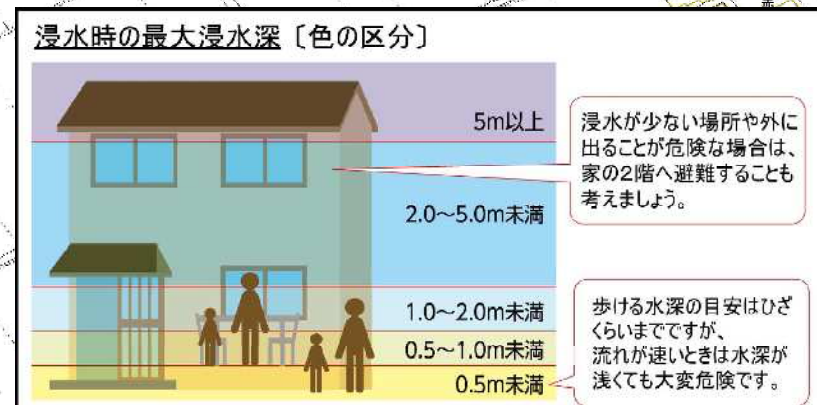 浸水時の最大浸水深〔色の区分〕
5m以上
浸水が少ない場所や外に
出ることが危険な場合は、
家の2階へ避難することも
考えましょう。
2.0～5.0m未満
1.0～2.0m未満
0.5～1.0m未満
0.5m未満
歩ける水深の目安はひざ
くらいまでですが、
流れが速いときは水深が
浅くても大変危険です。